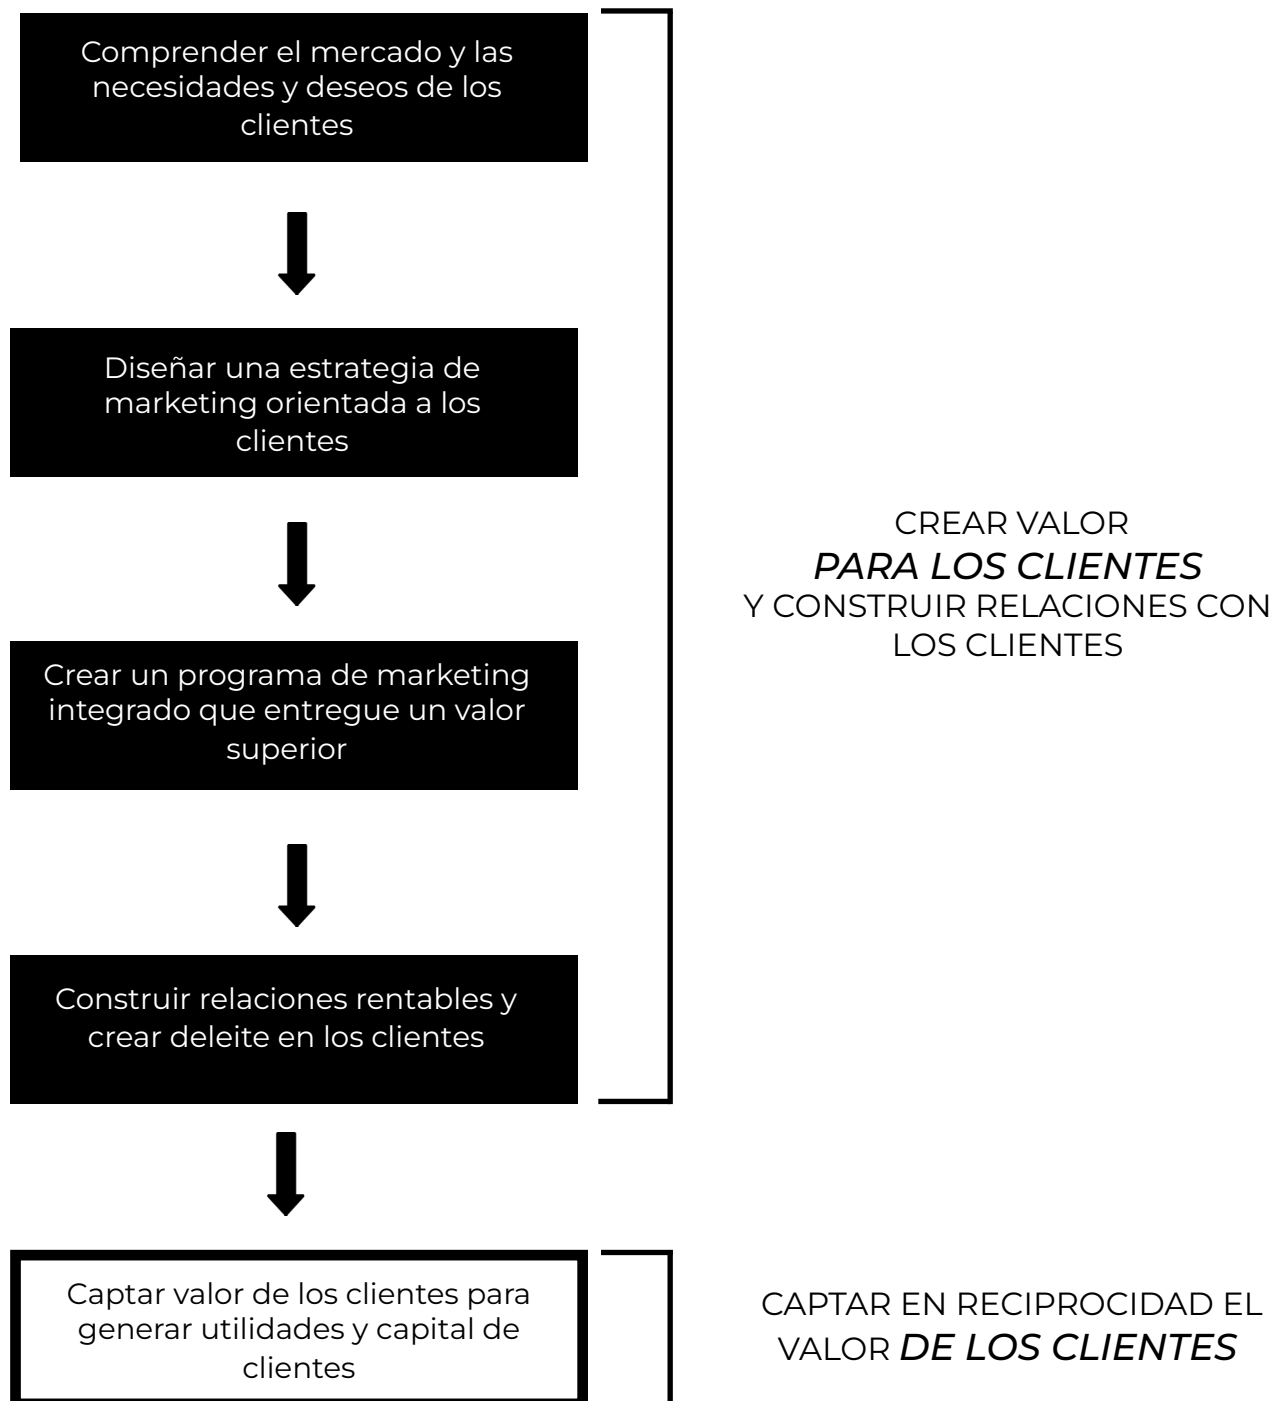 Comprender el mercado y las
necesidades y deseos de los
clientes
Diseñar una estrategia de
marketing orientada a los
clientes
Crear un programa de marketing
integrado que entregue un valor
superior
Construir relaciones rentables y
crear deleite en los clientes
CREAR VALOR
PARA LOS CLIENTES
Y CONSTRUIR RELACIONES CON
LOS CLIENTES
Captar valor de los clientes para
generar utilidades y capital de
clientes
CAPTAR EN RECIPROCIDAD EL
VALOR DE LOS CLIENTES